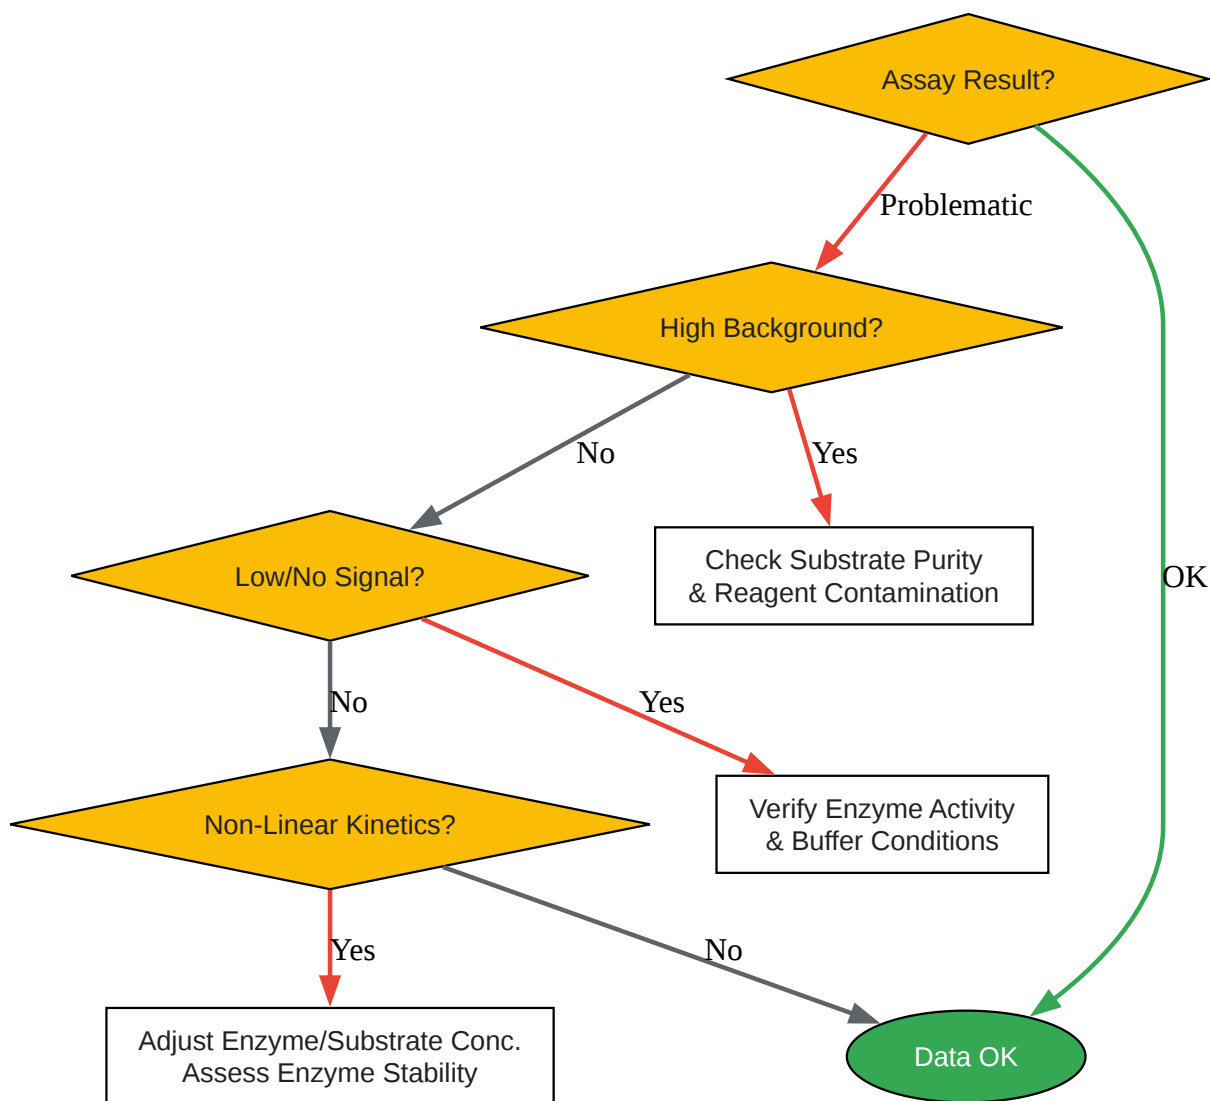 Assay Result?
Problematic
High Background?
No
Yes
Check Substrate Purity
& Reagent Contamination
Low/No Signal?
OK
No
Yes
Verify Enzyme Activity
& Buffer Conditions
Non-Linear Kinetics?
Yes
No
Adjust Enzyme/Substrate Conc.
Assess Enzyme Stability
Data OK